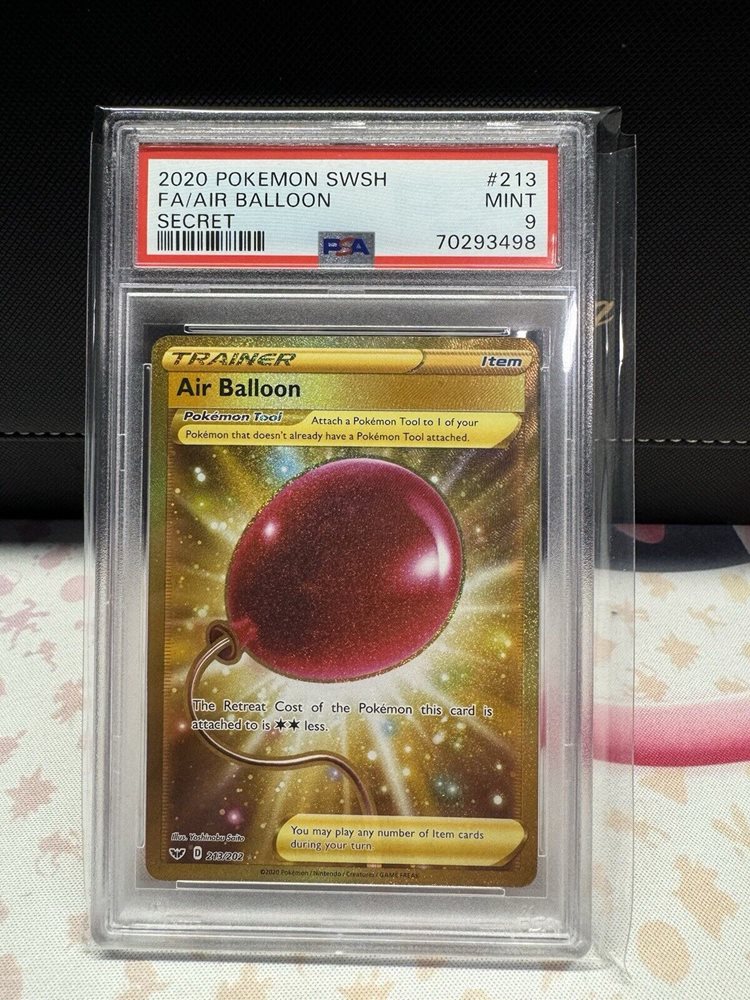 2020 POKEMON SWSH #213
FA/AIR BALLOON MINT
SECRET 9
PSA 70293498
TRAINER Item
Air Balloon
Pokémon Tool Attach a Pokémon Tool to 1 of your
Pokémon that doesn't already have a Pokémon Tool attached.
The Retreat Cost of the Pokémon this card is
attached to is ✶✶ less.
You may play any number of Item cards
during your turn.
Illus. Yoshinobu Saito
D 213/202
©2020 Pokémon / Nintendo / Creatures / GAME FREAK